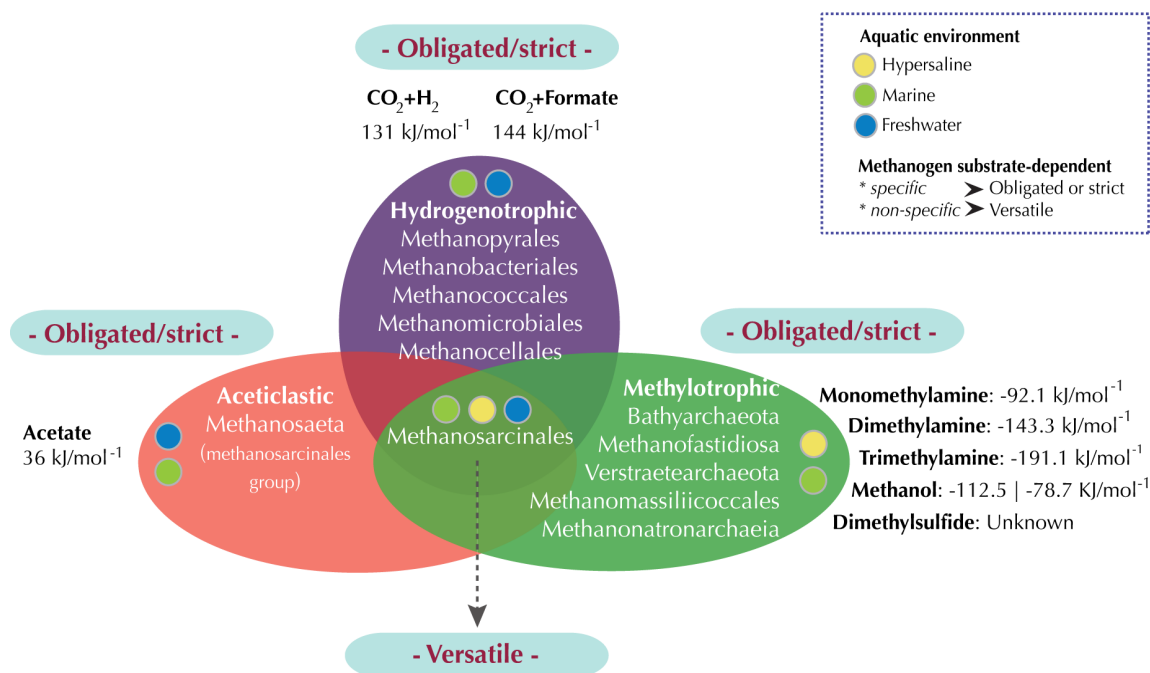 - Obligated/strict -
CO2+H2
131 kJ/mol-1
CO2+Formate
144 kJ/mol-1
Aquatic environment
Hypersaline
Marine
Freshwater
Methanogen substrate-dependent
* specific ➤ Obligated or strict
* non-specific ➤ Versatile
Hydrogenotrophic
Methanopyrales
Methanobacteriales
Methanococcales
Methanomicrobiales
Methanocellales
- Obligated/strict -
Acetate
36 kJ/mol-1
Aceticlastic
Methanosaeta
(methanosarcinales
group)
Methanosarcinales
- Obligated/strict -
Methylotrophic
Bathyarchaeota
Methanofastidiosa
Verstraetearchaeota
Methanomassiliicoccales
Methanonatronarchaeia
Monomethylamine: -92.1 kJ/mol-1
Dimethylamine: -143.3 kJ/mol-1
Trimethylamine: -191.1 kJ/mol-1
Methanol: -112.5 | -78.7 KJ/mol-1
Dimethylsulfide: Unknown
- Versatile -